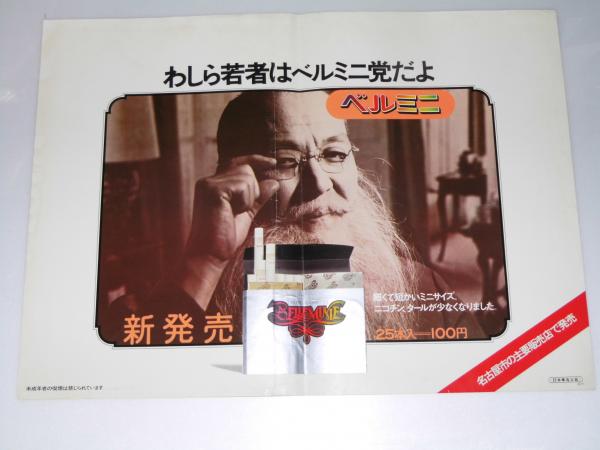 わしら若者はベルミニ党だよ
ベルミニ
細くて短かいミニサイズ。
ニコチン、タールが少なくなりました。
新発売
25本入—100円
名古屋市の主要販売店で発売
未成年者の喫煙は禁じられています
日本専売公社